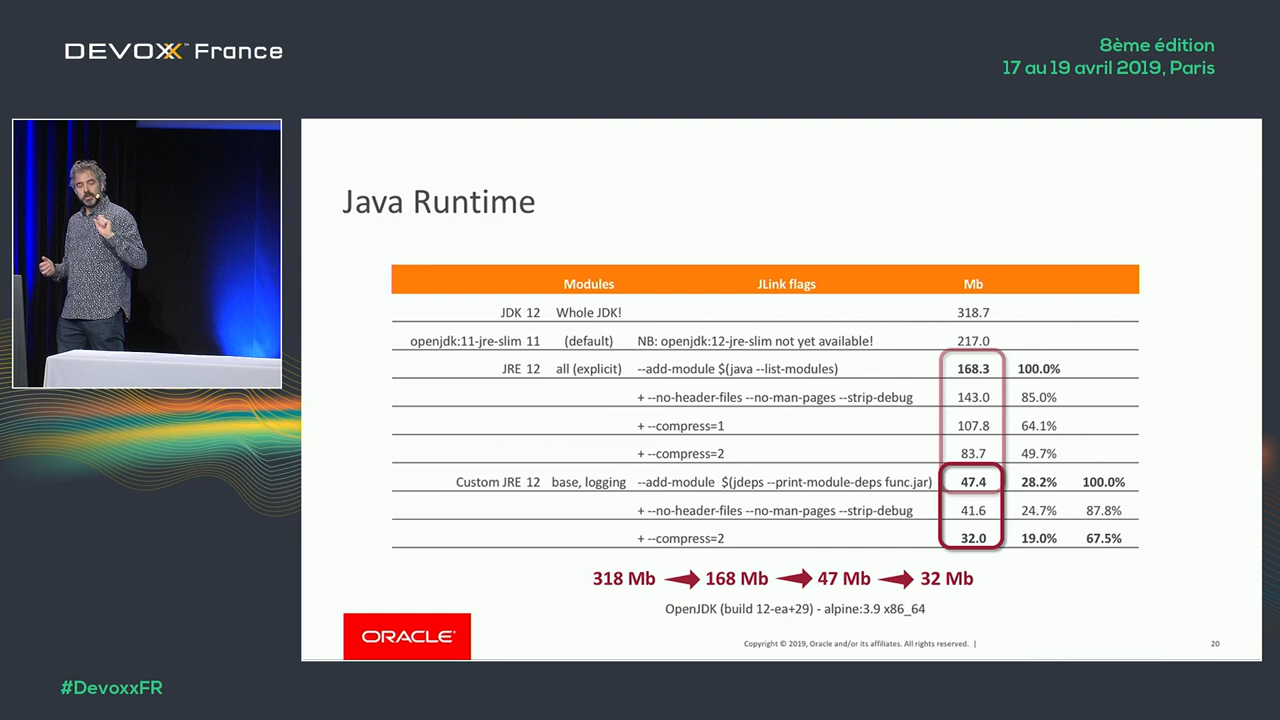 DEVOXX™ France
8ème édition
17 au 19 avril 2019, Paris
Java Runtime
Modules JLink flags Mb
JDK 12 Whole JDK! 318.7
openjdk:11-jre-slim 11 (default) NB: openjdk:12-jre-slim not yet available! 217.0
JRE 12 all (explicit) --add-module $(java --list-modules) 168.3 100.0%
+ --no-header-files --no-man-pages --strip-debug 143.0 85.0%
+ --compress=1 107.8 64.1%
+ --compress=2 83.7 49.7%
Custom JRE 12 base, logging --add-module $(jdeps --print-module-deps func.jar) 47.4 28.2% 100.0%
+ --no-header-files --no-man-pages --strip-debug 41.6 24.7% 87.8%
+ --compress=2 32.0 19.0% 67.5%
318 Mb 168 Mb 47 Mb 32 Mb
OpenJDK (build 12-ea+29) - alpine:3.9 x86_64
ORACLE®
Copyright © 2019, Oracle and/or its affiliates. All rights reserved. |
20
#DevoxxFR